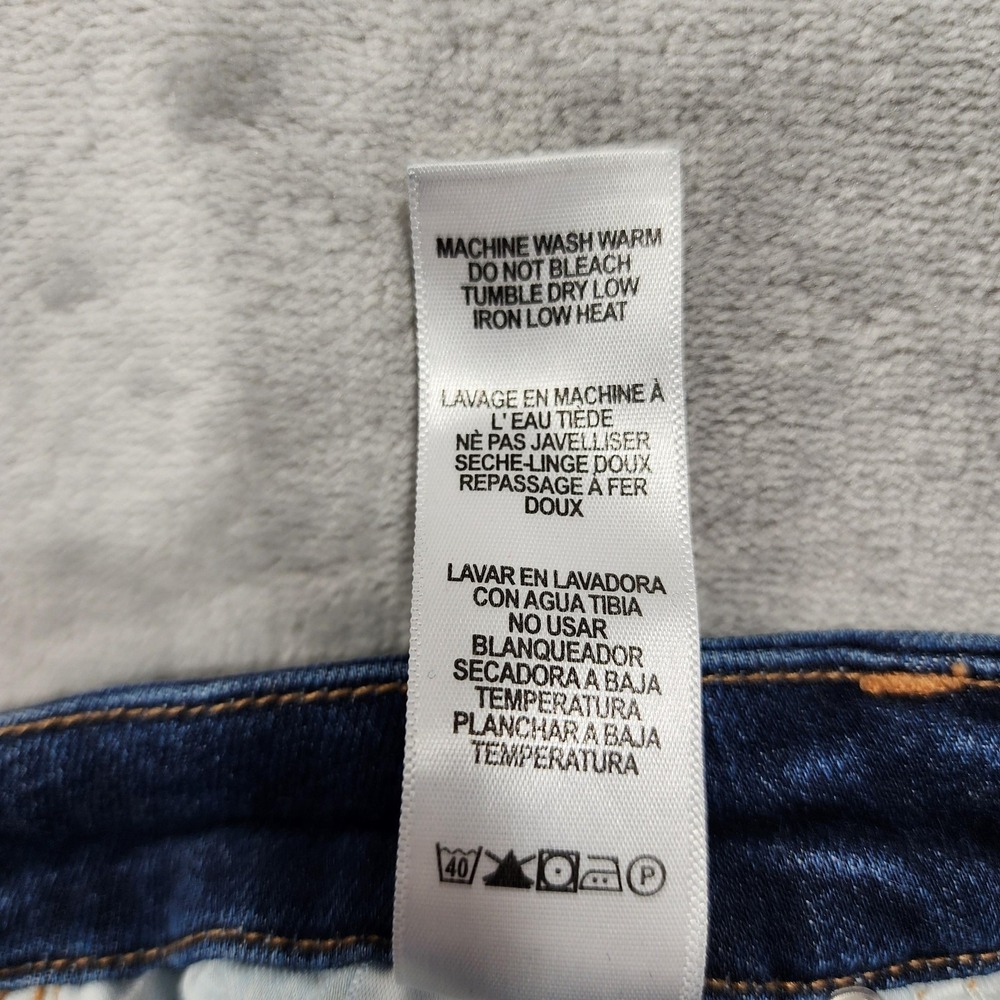 MACHINE WASH WARM
DO NOT BLEACH
TUMBLE DRY LOW
IRON LOW HEAT
LAVAGE EN MACHINE À
L' EAU TIÈDE
NÈ PAS JAVELLISER
SECHE-LINGE DOUX
REPASSAGE À FER
DOUX
LAVAR EN LAVADORA
CON AGUA TIBIA
NO USAR
BLANQUEADOR
SECADORA A BAJA
TEMPERATURA
PLANCHAR A BAJA
TEMPERATURA
40 P